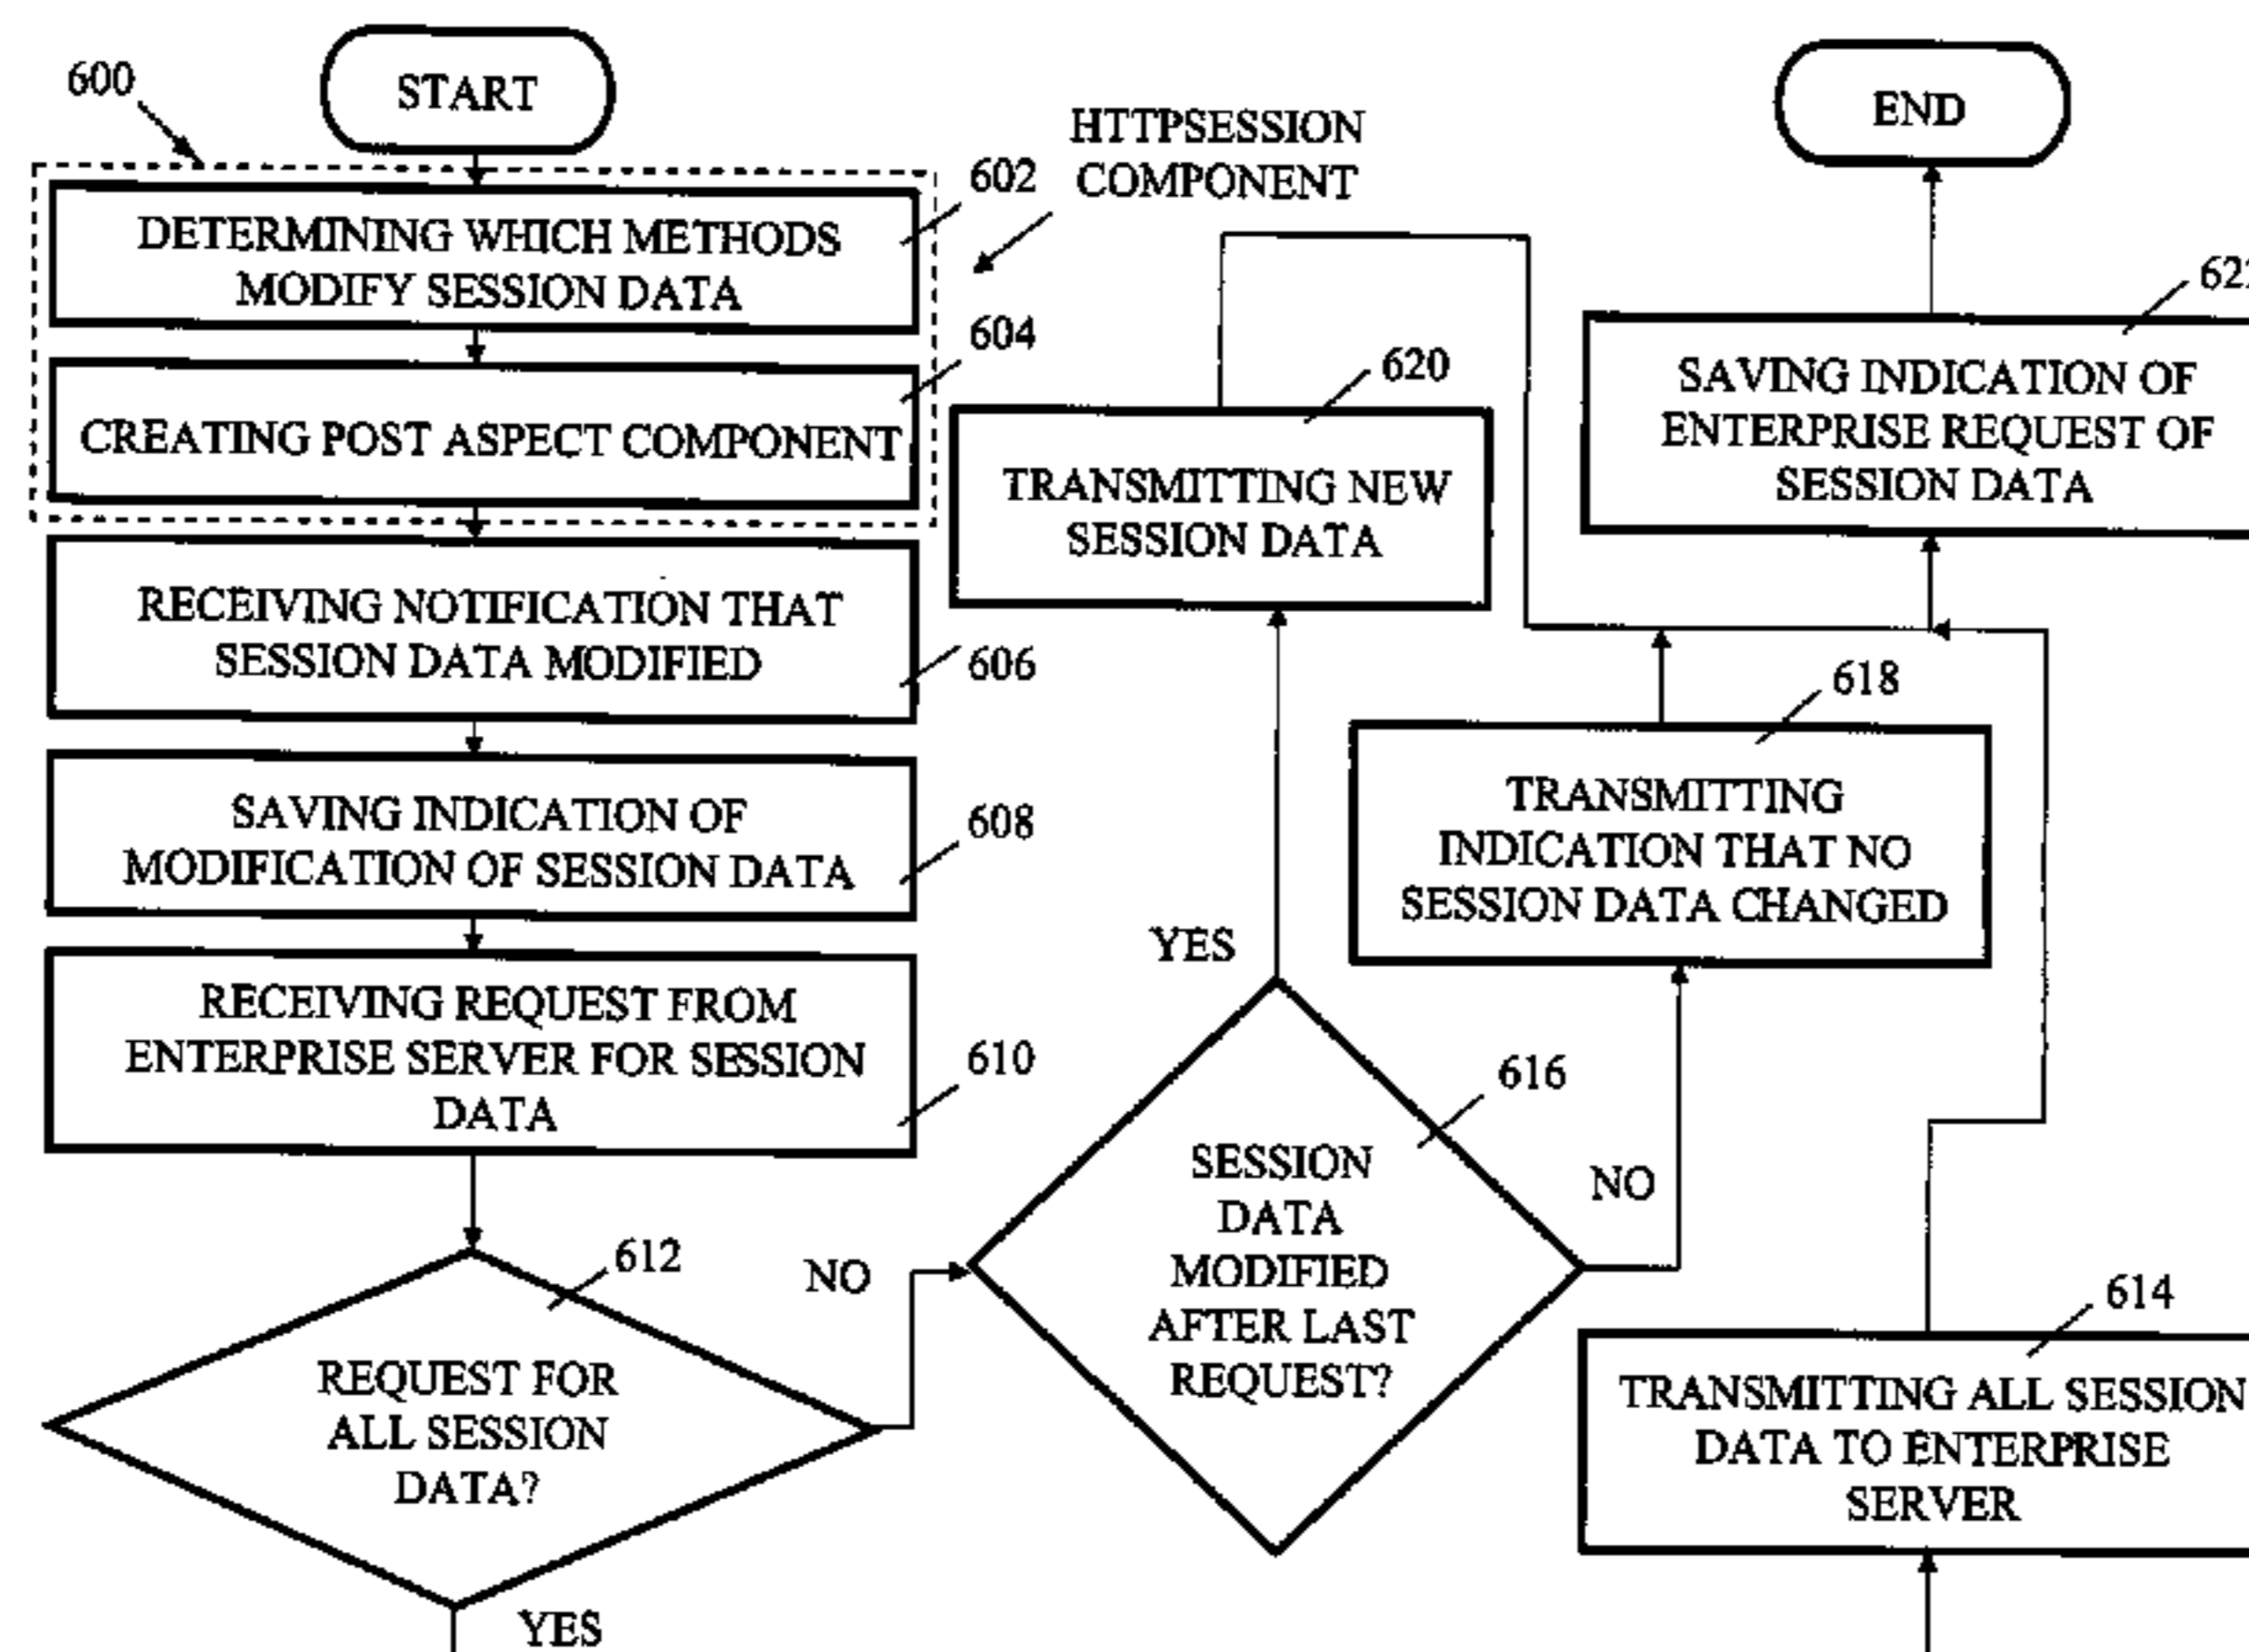 600
START
602
DETERMINING WHICH METHODS
MODIFY SESSION DATA
604
CREATING POST ASPECT COMPONENT
HTTPSESSION
COMPONENT
RECEIVING NOTIFICATION THAT
SESSION DATA MODIFIED
606
SAVING INDICATION OF
MODIFICATION OF SESSION DATA
608
RECEIVING REQUEST FROM
ENTERPRISE SERVER FOR SESSION
DATA
610
612
REQUEST FOR
ALL SESSION
DATA?
NO
YES
620
TRANSMITTING NEW
SESSION DATA
YES
616
SESSION
DATA
MODIFIED
AFTER LAST
REQUEST?
NO
618
TRANSMITTING
INDICATION THAT NO
SESSION DATA CHANGED
614
TRANSMITTING ALL SESSION
DATA TO ENTERPRISE
SERVER
END
SAVING INDICATION OF
ENTERPRISE REQUEST OF
SESSION DATA